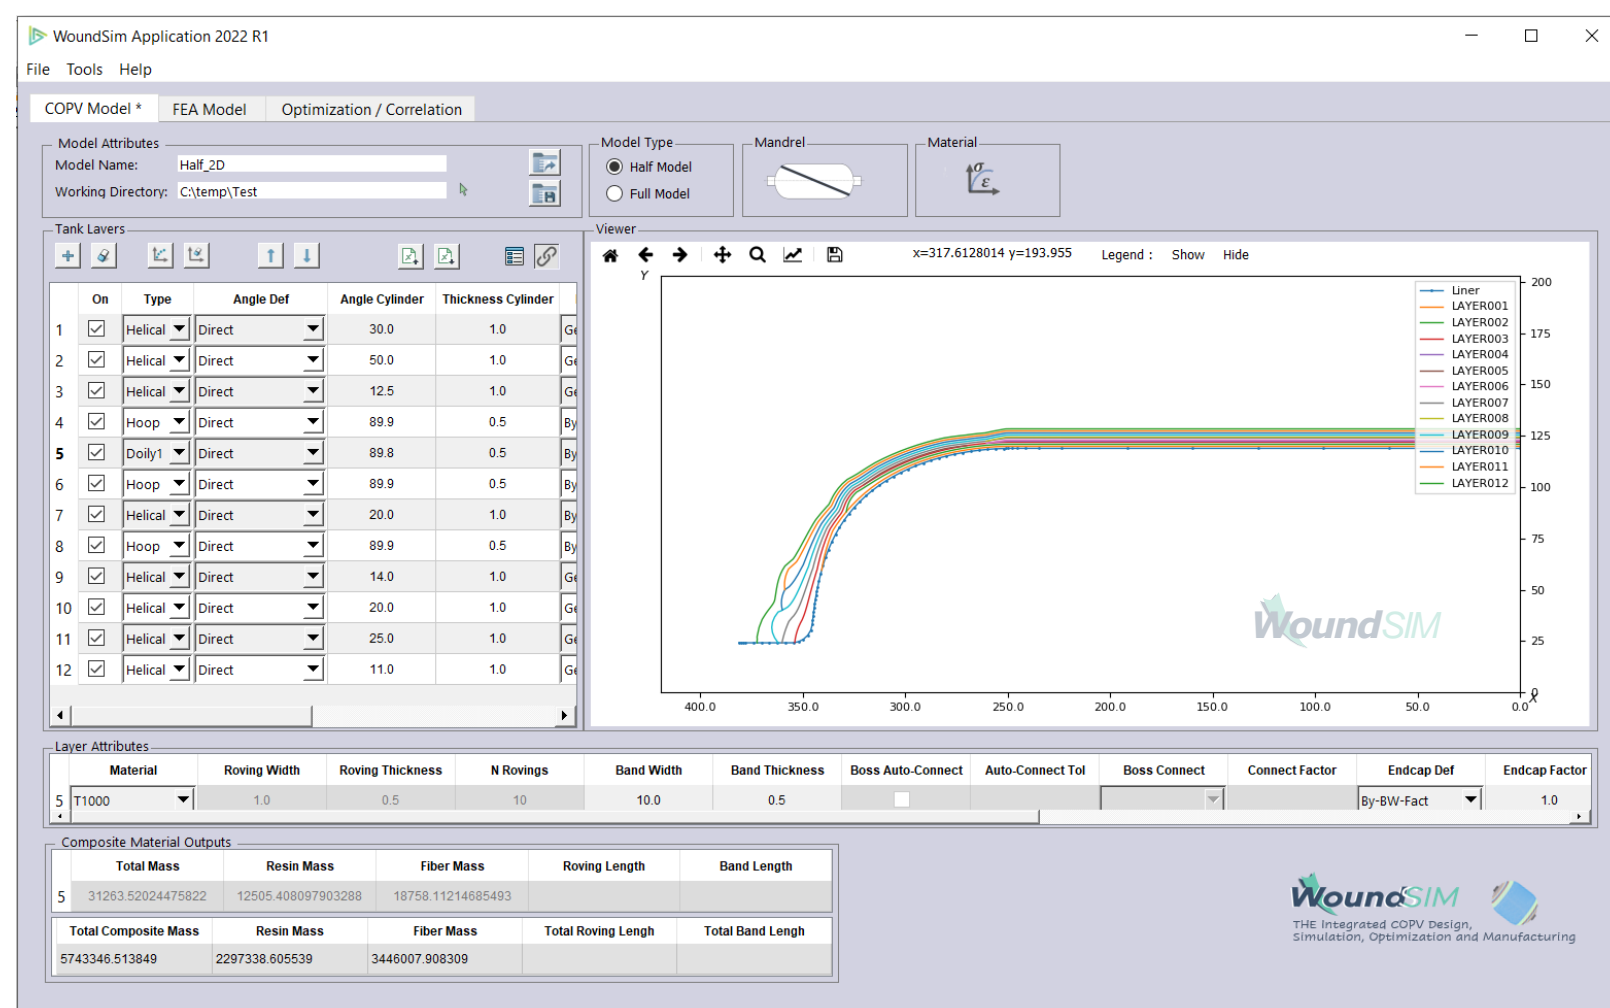 WoundSim Application 2022 R1
File Tools Help
COPV Model * FEA Model Optimization / Correlation
Model Attributes
Model Name: Half_2D
Working Directory: C:\temp\Test
Model Type
Half Model
Full Model
Mandrel
Material
σ
ε
Tank Layers
On Type Angle Def Angle Cylinder Thickness Cylinder
1 Helical Direct 30.0 1.0 Ge
2 Helical Direct 50.0 1.0 Ge
3 Helical Direct 12.5 1.0 Ge
4 Hoop Direct 89.9 0.5 By
5 Doily1 Direct 89.8 0.5 By
6 Hoop Direct 89.9 0.5 By
7 Helical Direct 20.0 1.0 By
8 Hoop Direct 89.9 0.5 By
9 Helical Direct 14.0 1.0 Ge
10 Helical Direct 20.0 1.0 Ge
11 Helical Direct 25.0 1.0 Ge
12 Helical Direct 11.0 1.0 Ge
Viewer
x=317.6128014 y=193.955 Legend : Show Hide
Y
Liner
LAYER001
LAYER002
LAYER003
LAYER004
LAYER005
LAYER006
LAYER007
LAYER008
LAYER009
LAYER010
LAYER011
LAYER012
200
175
150
125
100
75
50
25
0
X
400.0 350.0 300.0 250.0 200.0 150.0 100.0 50.0 0.0
WoundSIM
Layer Attributes
Material Roving Width Roving Thickness N Rovings Band Width Band Thickness Boss Auto-Connect Auto-Connect Tol Boss Connect Connect Factor Endcap Def Endcap Factor
5 T1000 1.0 0.5 10 10.0 0.5 By-BW-Fact 1.0
Composite Material Outputs
Total Mass Resin Mass Fiber Mass Roving Length Band Length
5 31263.52024475822 12505.408097903288 18758.11214685493
Total Composite Mass Resin Mass Fiber Mass Total Roving Lengh Total Band Lengh
5743346.513849 2297338.605539 3446007.908309
WoundSIM
THE Integrated COPV Design,
Simulation, Optimization and Manufacturing